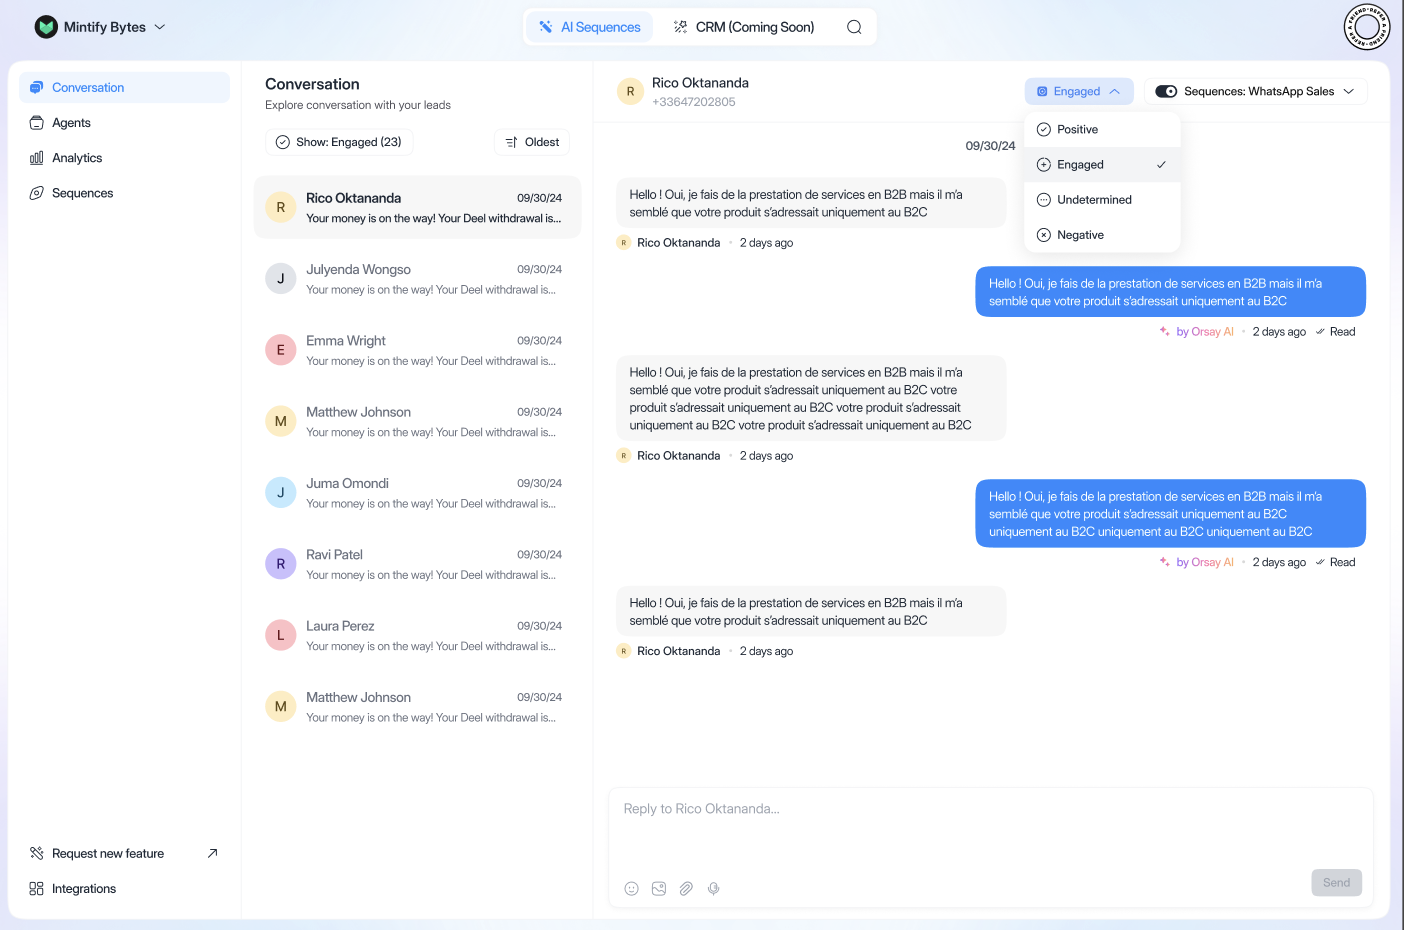 Mintify Bytes
AI Sequences
CRM (Coming Soon)
REFER A FRIEND • REFER A FRIEND •
Conversation
Agents
Analytics
Sequences
Request new feature
Integrations
Conversation
Explore conversation with your leads
Show: Engaged (23)
Oldest
R
Rico Oktananda
09/30/24
Your money is on the way! Your Deel withdrawal is...
J
Julyenda Wongso
09/30/24
Your money is on the way! Your Deel withdrawal is...
E
Emma Wright
09/30/24
Your money is on the way! Your Deel withdrawal is...
M
Matthew Johnson
09/30/24
Your money is on the way! Your Deel withdrawal is...
J
Juma Omondi
09/30/24
Your money is on the way! Your Deel withdrawal is...
R
Ravi Patel
09/30/24
Your money is on the way! Your Deel withdrawal is...
L
Laura Perez
09/30/24
Your money is on the way! Your Deel withdrawal is...
M
Matthew Johnson
09/30/24
Your money is on the way! Your Deel withdrawal is...
R
Rico Oktananda
+33647202805
Engaged
Sequences: WhatsApp Sales
Positive
Engaged
Undetermined
Negative
09/30/24
Hello ! Oui, je fais de la prestation de services en B2B mais il m'a
semblé que votre produit s'adressait uniquement au B2C
R Rico Oktananda • 2 days ago
Hello ! Oui, je fais de la prestation de services en B2B mais il m'a
semblé que votre produit s'adressait uniquement au B2C
by Orsay AI • 2 days ago Read
Hello ! Oui, je fais de la prestation de services en B2B mais il m'a
semblé que votre produit s'adressait uniquement au B2C votre
produit s'adressait uniquement au B2C votre produit s'adressait
uniquement au B2C votre produit s'adressait uniquement au B2C
R Rico Oktananda • 2 days ago
Hello ! Oui, je fais de la prestation de services en B2B mais il m'a
semblé que votre produit s'adressait uniquement au B2C
uniquement au B2C uniquement au B2C uniquement au B2C
by Orsay AI • 2 days ago Read
Hello ! Oui, je fais de la prestation de services en B2B mais il m'a
semblé que votre produit s'adressait uniquement au B2C
R Rico Oktananda • 2 days ago
Reply to Rico Oktananda...
Send